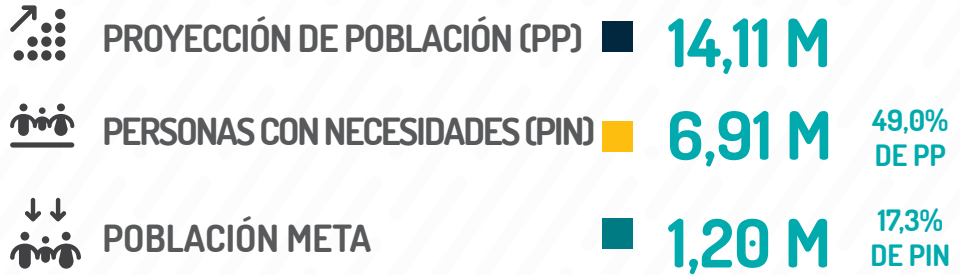 PROYECCIÓN DE POBLACIÓN (PP) 14,11 M
PERSONAS CON NECESIDADES (PIN) 6,91 M 49,0% DE PP
POBLACIÓN META 1,20 M 17,3% DE PIN